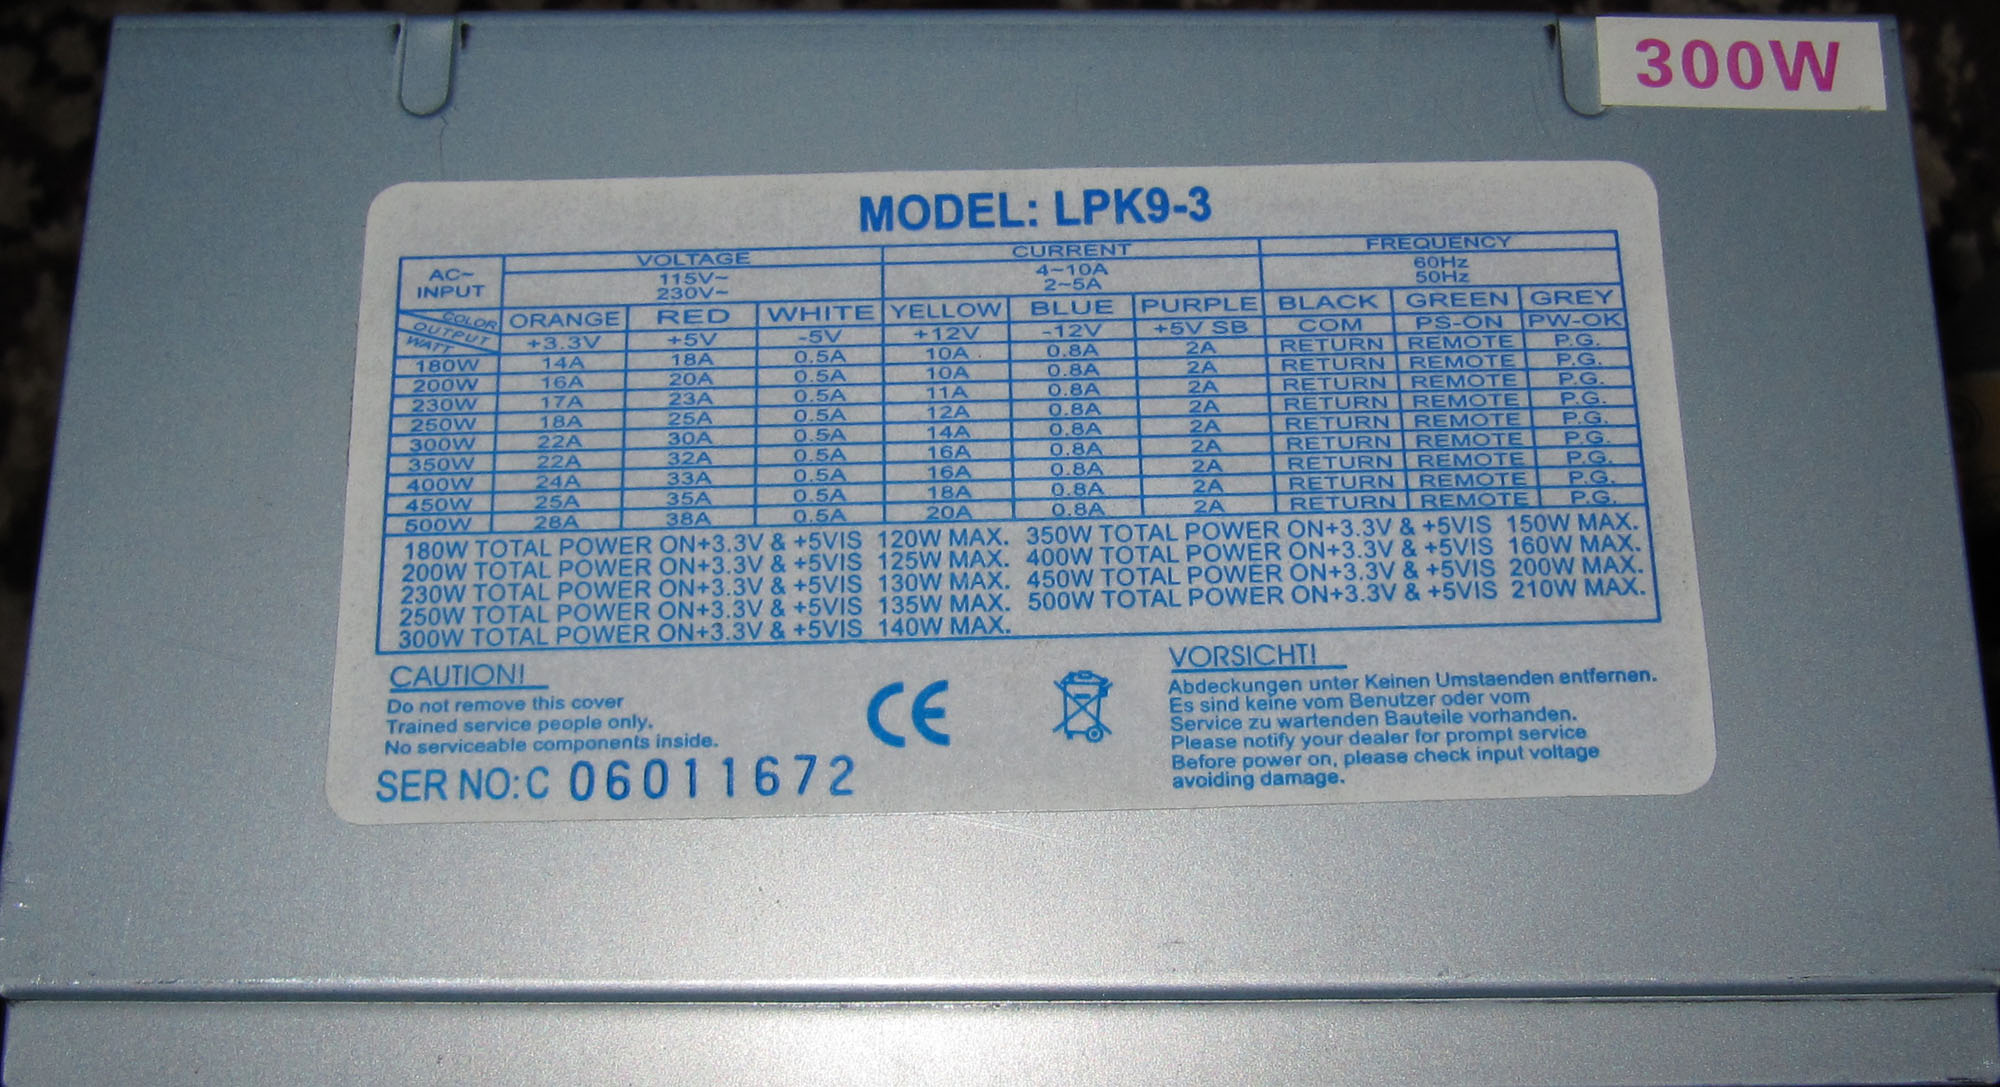 300W
MODEL: LPK9-3
AC~ INPUT VOLTAGE CURRENT FREQUENCY
115V~ 4~10A 60Hz
230V~ 2~5A 50Hz
COLOR ORANGE RED WHITE YELLOW BLUE PURPLE BLACK GREEN GREY
OUTPUT +3.3V +5V -5V +12V -12V +5V SB COM PS-ON PW-OK
WATT
180W 14A 18A 0.5A 10A 0.8A 2A RETURN REMOTE P.G.
200W 16A 20A 0.5A 10A 0.8A 2A RETURN REMOTE P.G.
230W 17A 23A 0.5A 11A 0.8A 2A RETURN REMOTE P.G.
250W 18A 25A 0.5A 12A 0.8A 2A RETURN REMOTE P.G.
300W 22A 30A 0.5A 14A 0.8A 2A RETURN REMOTE P.G.
350W 22A 32A 0.5A 16A 0.8A 2A RETURN REMOTE P.G.
400W 24A 33A 0.5A 16A 0.8A 2A RETURN REMOTE P.G.
450W 25A 35A 0.5A 18A 0.8A 2A RETURN REMOTE P.G.
500W 28A 38A 0.5A 20A 0.8A 2A RETURN REMOTE P.G.
180W TOTAL POWER ON+3.3V & +5VIS 120W MAX. 350W TOTAL POWER ON+3.3V & +5VIS 150W MAX.
200W TOTAL POWER ON+3.3V & +5VIS 125W MAX. 400W TOTAL POWER ON+3.3V & +5VIS 160W MAX.
230W TOTAL POWER ON+3.3V & +5VIS 130W MAX. 450W TOTAL POWER ON+3.3V & +5VIS 200W MAX.
250W TOTAL POWER ON+3.3V & +5VIS 135W MAX. 500W TOTAL POWER ON+3.3V & +5VIS 210W MAX.
300W TOTAL POWER ON+3.3V & +5VIS 140W MAX.
CAUTION!
Do not remove this cover
Trained service people only.
No serviceable components inside.
SER NO:C 06011672
CE
VORSICHT!
Abdeckungen unter Keinen Umstaenden entfernen.
Es sind keine vom Benutzer oder vom
Service zu wartenden Bauteile vorhanden.
Please notify your dealer for prompt service
Before power on, please check input voltage
avoiding damage.